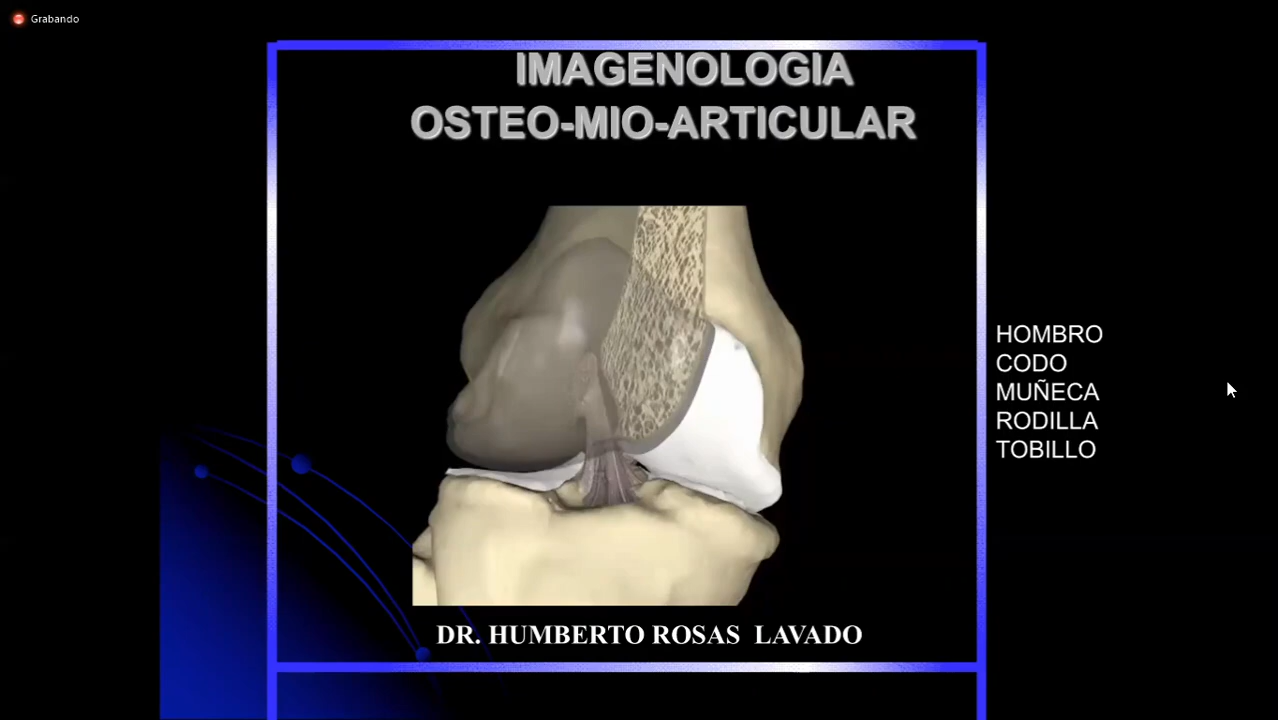 Grabando
IMAGENOLOGIA
OSTEO-MIO-ARTICULAR
HOMBRO
CODO
MUÑECA
RODILLA
TOBILLO
DR. HUMBERTO ROSAS LAVADO